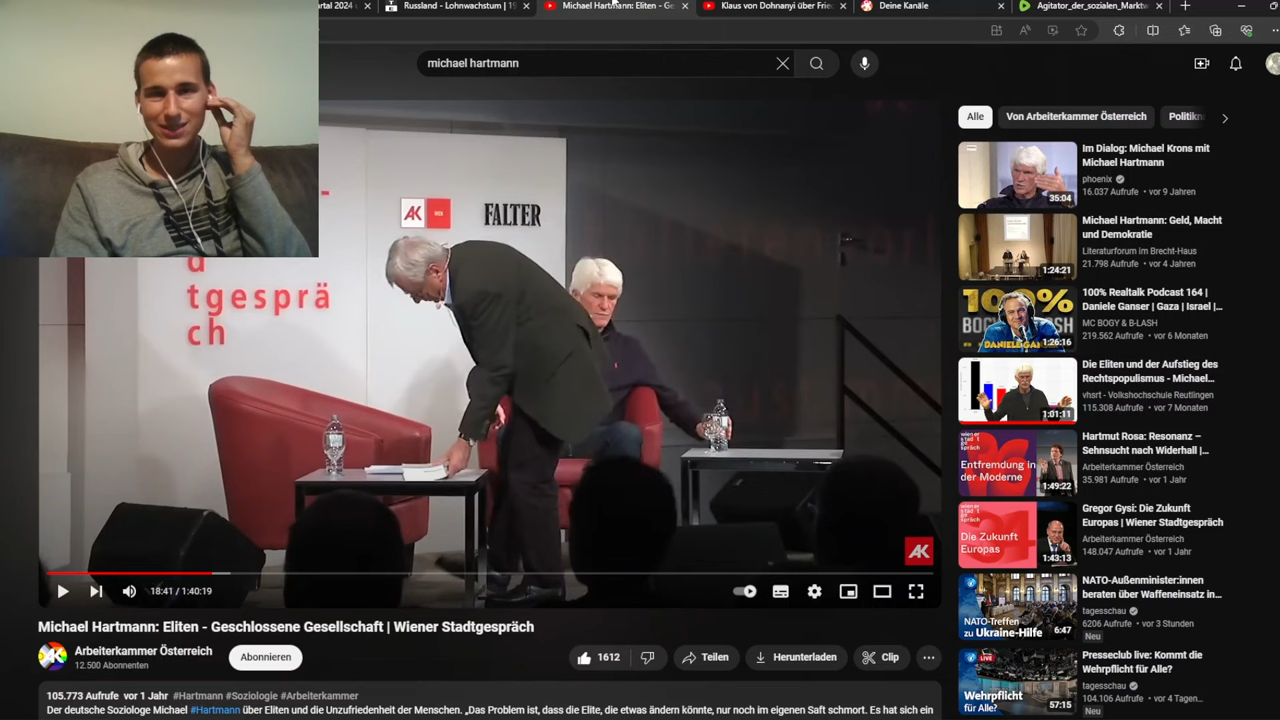 artal 2024
Russland - Lohnwachstum | 19
Michael Hartmann: Eliten - Ge
Klaus von Dohnanyi über Frie
Deine Kanäle
Agitator_der_sozialen_Marktw
michael hartmann
AK
FALTER
d
tgesprä
ch
AK
18:41 / 1:40:19
Michael Hartmann: Eliten - Geschlossene Gesellschaft | Wiener Stadtgespräch
Arbeiterkammer Österreich
12.500 Abonnenten
Abonnieren
1612
Teilen
Herunterladen
Clip
105.773 Aufrufe vor 1 Jahr #Hartmann #Soziologie #Arbeiterkammer
Der deutsche Soziologe Michael #Hartmann über Eliten und die Unzufriedenheit der Menschen. „Das Problem ist, dass die Elite, die etwas ändern könnte, nur noch im eigenen Saft schmort. Es hat sich ein
Alle
Von Arbeiterkammer Österreich
Politikn
35:04
Im Dialog: Michael Krons mit
Michael Hartmann
phoenix
16.037 Aufrufe • vor 9 Jahren
1:24:21
Michael Hartmann: Geld, Macht
und Demokratie
Literaturforum im Brecht-Haus
21.798 Aufrufe • vor 4 Jahren
100%
1:26:16
100% Realtalk Podcast 164 |
Daniele Ganser | Gaza | Israel |...
MC BOGY & B-LASH
219.562 Aufrufe • vor 6 Monaten
1:01:11
Die Eliten und der Aufstieg des
Rechtspopulismus - Michael...
vhsrt - Volkshochschule Reutlingen
115.308 Aufrufe • vor 7 Monaten
Entfremdung in
der Moderne
1:49:22
Hartmut Rosa: Resonanz –
Sehnsucht nach Widerhall |...
Arbeiterkammer Österreich
35.981 Aufrufe • vor 1 Jahr
Die Zukunft
Europas
1:43:13
Gregor Gysi: Die Zukunft
Europas | Wiener Stadtgespräch
Arbeiterkammer Österreich
148.047 Aufrufe • vor 1 Jahr
NATO-Treffen
zu Ukraine-Hilfe
6:47
NATO-Außenminister:innen
beraten über Waffeneinsatz in...
tagesschau
6206 Aufrufe • vor 3 Stunden
Neu
LIVE
Wehrpflicht
für Alle?
57:15
Presseclub live: Kommt die
Wehrpflicht für Alle?
tagesschau
104.106 Aufrufe • vor 4 Tagen...
Neu